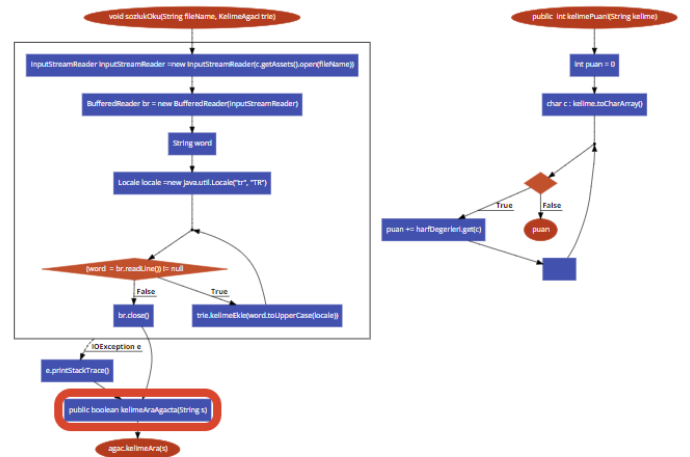 void sozlukOku(String fileName, KelimeAgaci trie)
InputStreamReader InputStreamReader =new InputStreamReader(c.getAssets().open(fileName))
BufferedReader br = new BufferedReader(InputStreamReader)
String word
Locale locale =new java.util.Locale("tr", "TR")
(word = br.readLine()) != null
False
True
br.close()
trie.kelimeEkle(word.toUpperCase(locale))
IOException e
e.printStackTrace()
public boolean kelimeAraAgacta(String s)
agac.kelimeAra(s)
public int kelimePuani(String kelime)
int puan = 0
char c : kelime.toCharArray()
True
False
puan += harfDegerleri.get(c)
puan